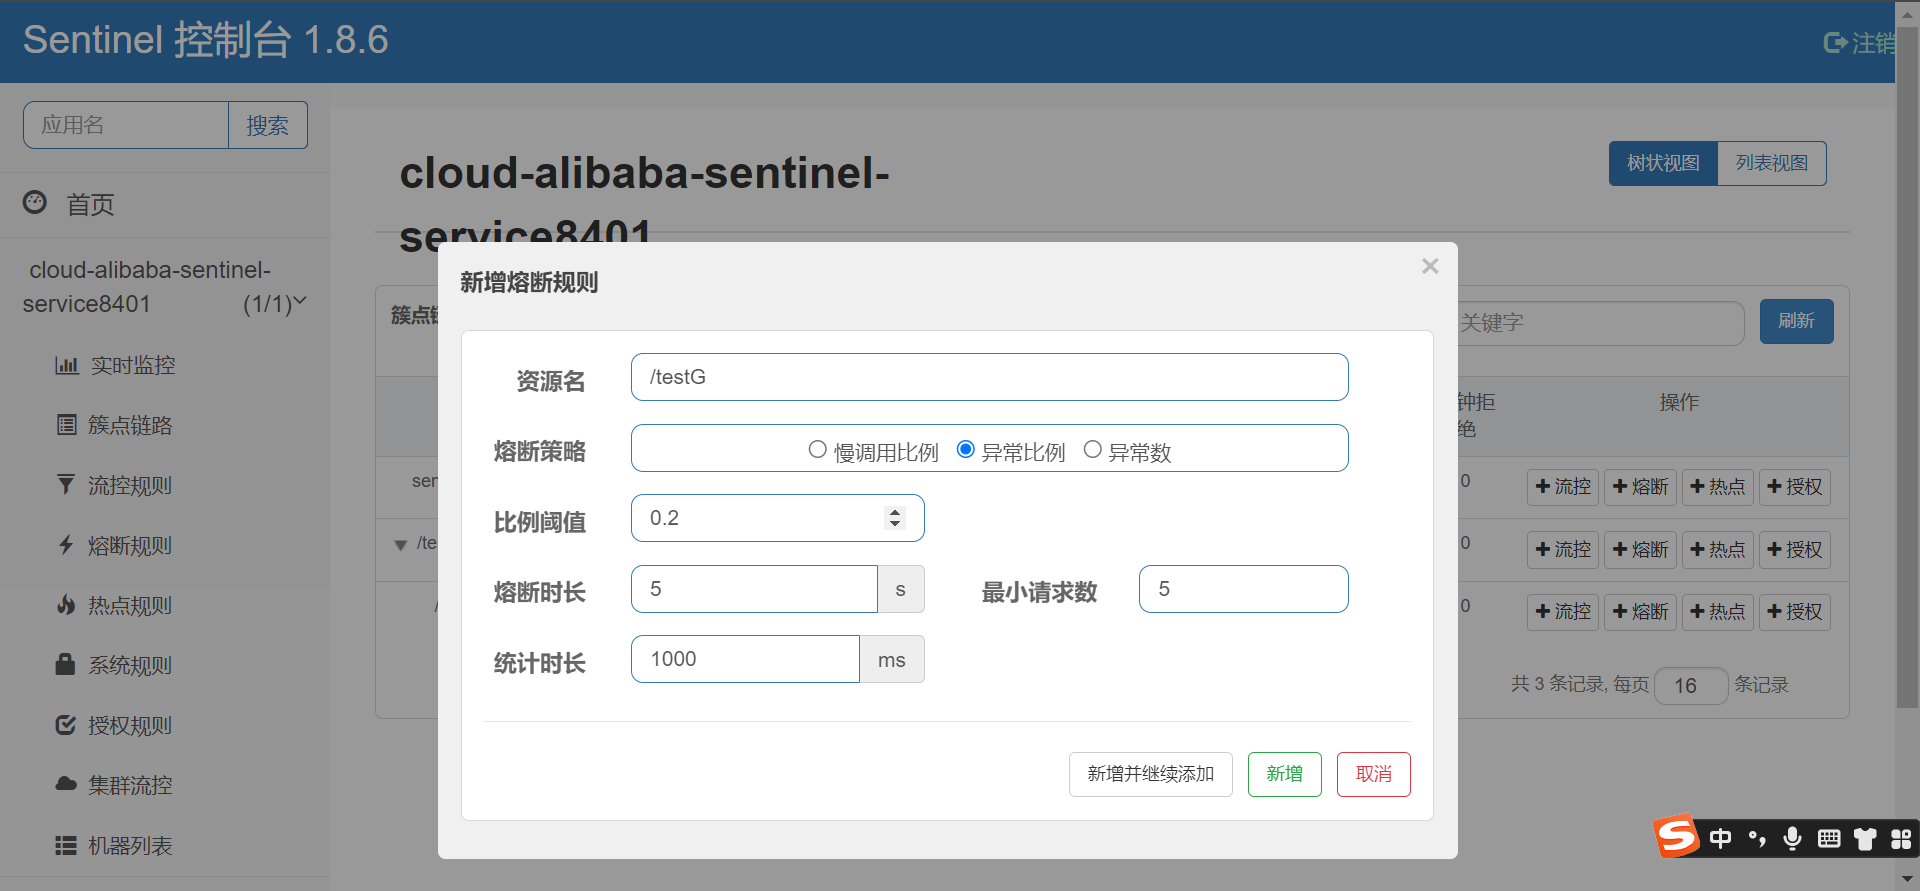 Sentinel 控制台 1.8.6
注销
应用名
搜索
首页
cloud-alibaba-sentinel-
service8401 (1/1)
实时监控
簇点链路
流控规则
熔断规则
热点规则
系统规则
授权规则
集群流控
机器列表
cloud-alibaba-sentinel-
service8401
树状视图 列表视图
簇点
关键字
刷新
钟拒
绝
操作
0 流控 熔断 热点 授权
/te
0 流控 熔断 热点 授权
/
0 流控 熔断 热点 授权
共 3 条记录, 每页 16 条记录
新增熔断规则
×
资源名 /testG
熔断策略 慢调用比例 异常比例 异常数
比例阈值 0.2
熔断时长 5 s 最小请求数 5
统计时长 1000 ms
新增并继续添加 新增 取消
中